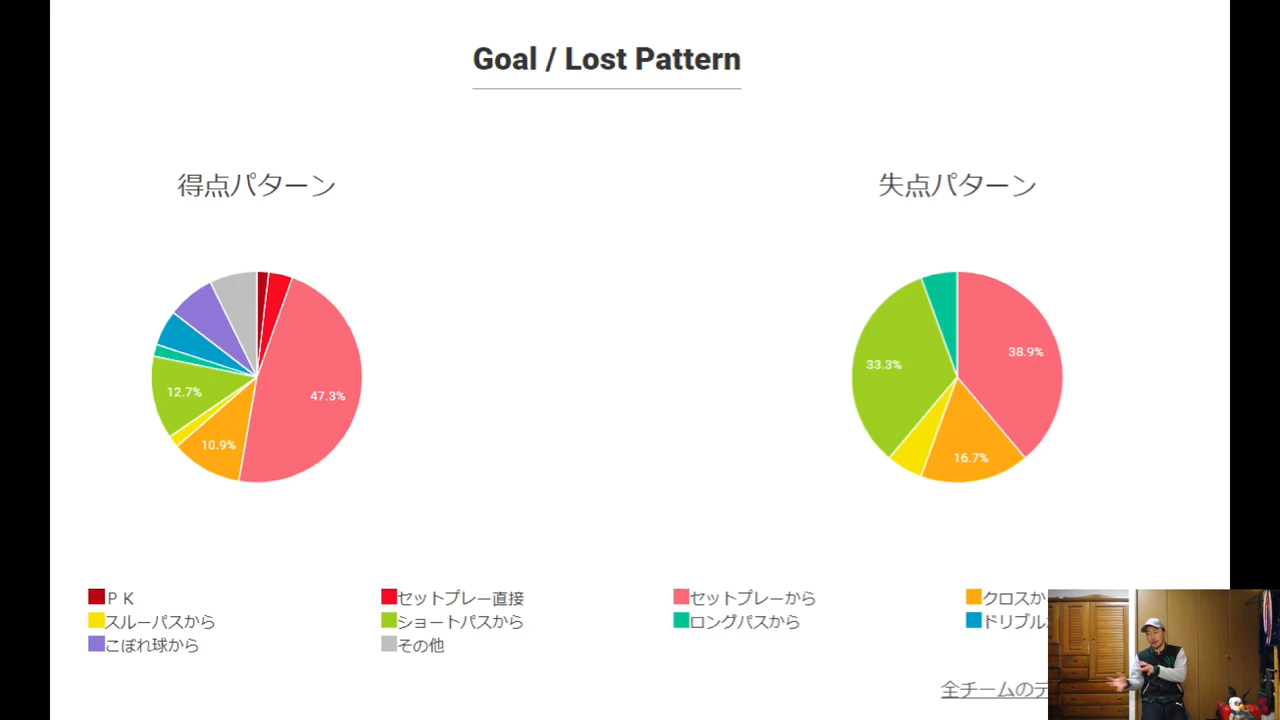 Goal / Lost Pattern
得点パターン
失点パターン
47.3%
10.9%
12.7%
38.9%
16.7%
33.3%
ＰＫ
セットプレー直接
セットプレーから
クロスか
スルーパスから
ショートパスから
ロングパスから
ドリブル
こぼれ球から
その他
全チームのデ